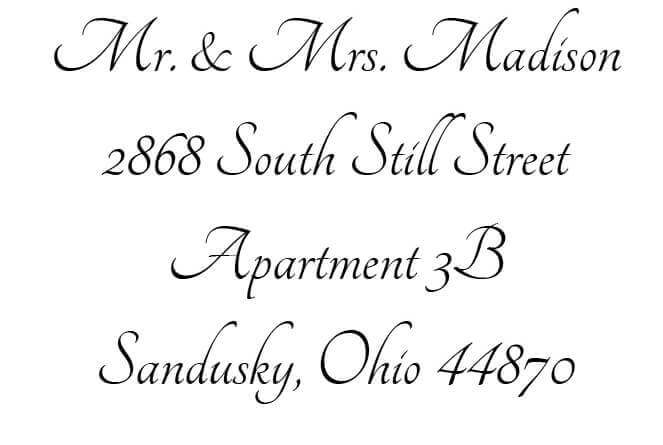 Mr. & Mrs. Madison
2868 South Still Street
Apartment 3B
Sandusky, Ohio 44870